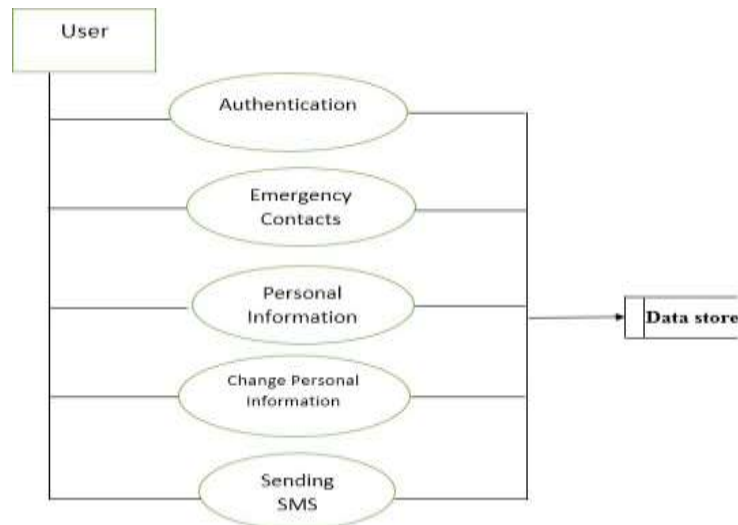 User
Authentication
Emergency
Contacts
Personal
Information
Data store
Change Personal
Information
Sending
SMS